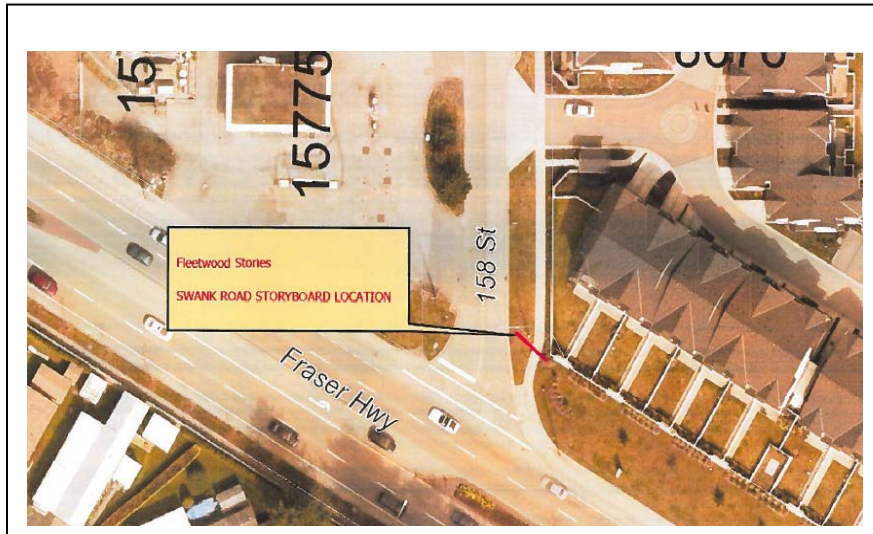 15
15775
Fleetwood Stories
SWANK ROAD STORYBOARD LOCATION
158 St
Fraser Hwy